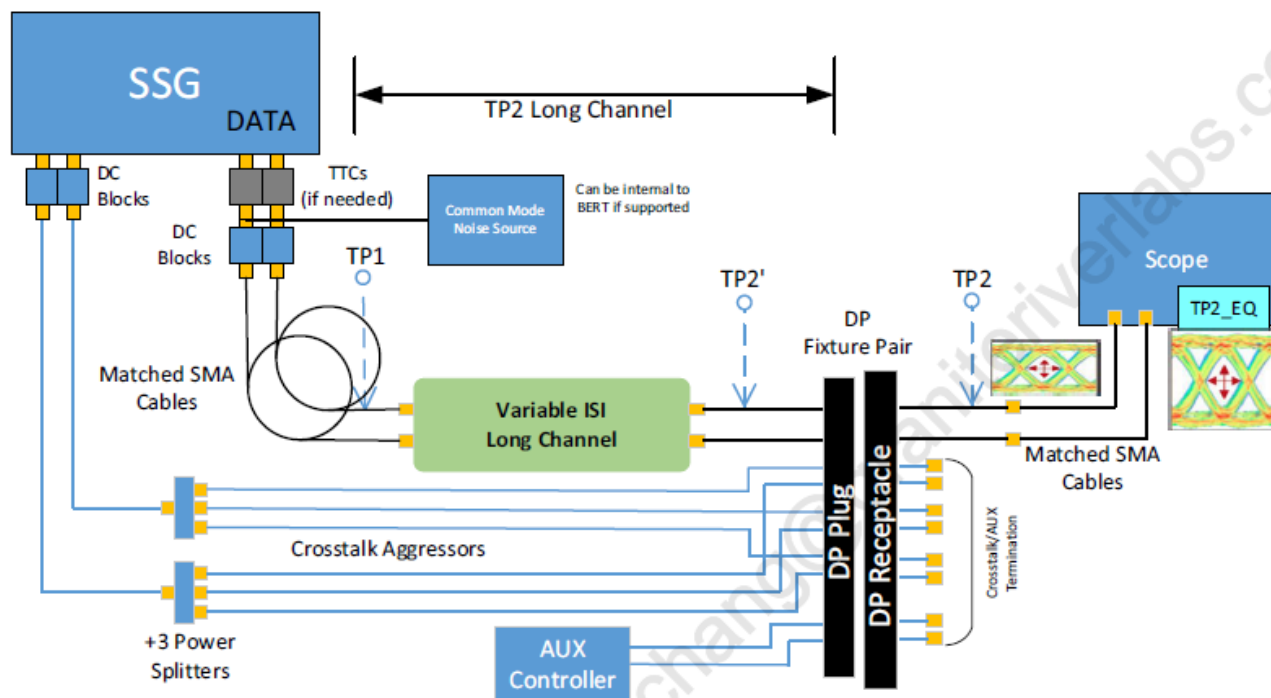 SSG
DATA
TP2 Long Channel
DC
Blocks
TTCs
(if needed)
Common Mode
Noise Source
Can be internal to
BERT if supported
DC
Blocks
TP1
TP2'
TP2
Scope
TP2_EQ
DP
Fixture Pair
Matched SMA
Cables
Variable ISI
Long Channel
Matched SMA
Cables
DP Plug
DP Receptacle
Crosstalk Aggressors
Crosstalk/AUX
Termination
+3 Power
Splitters
AUX
Controller